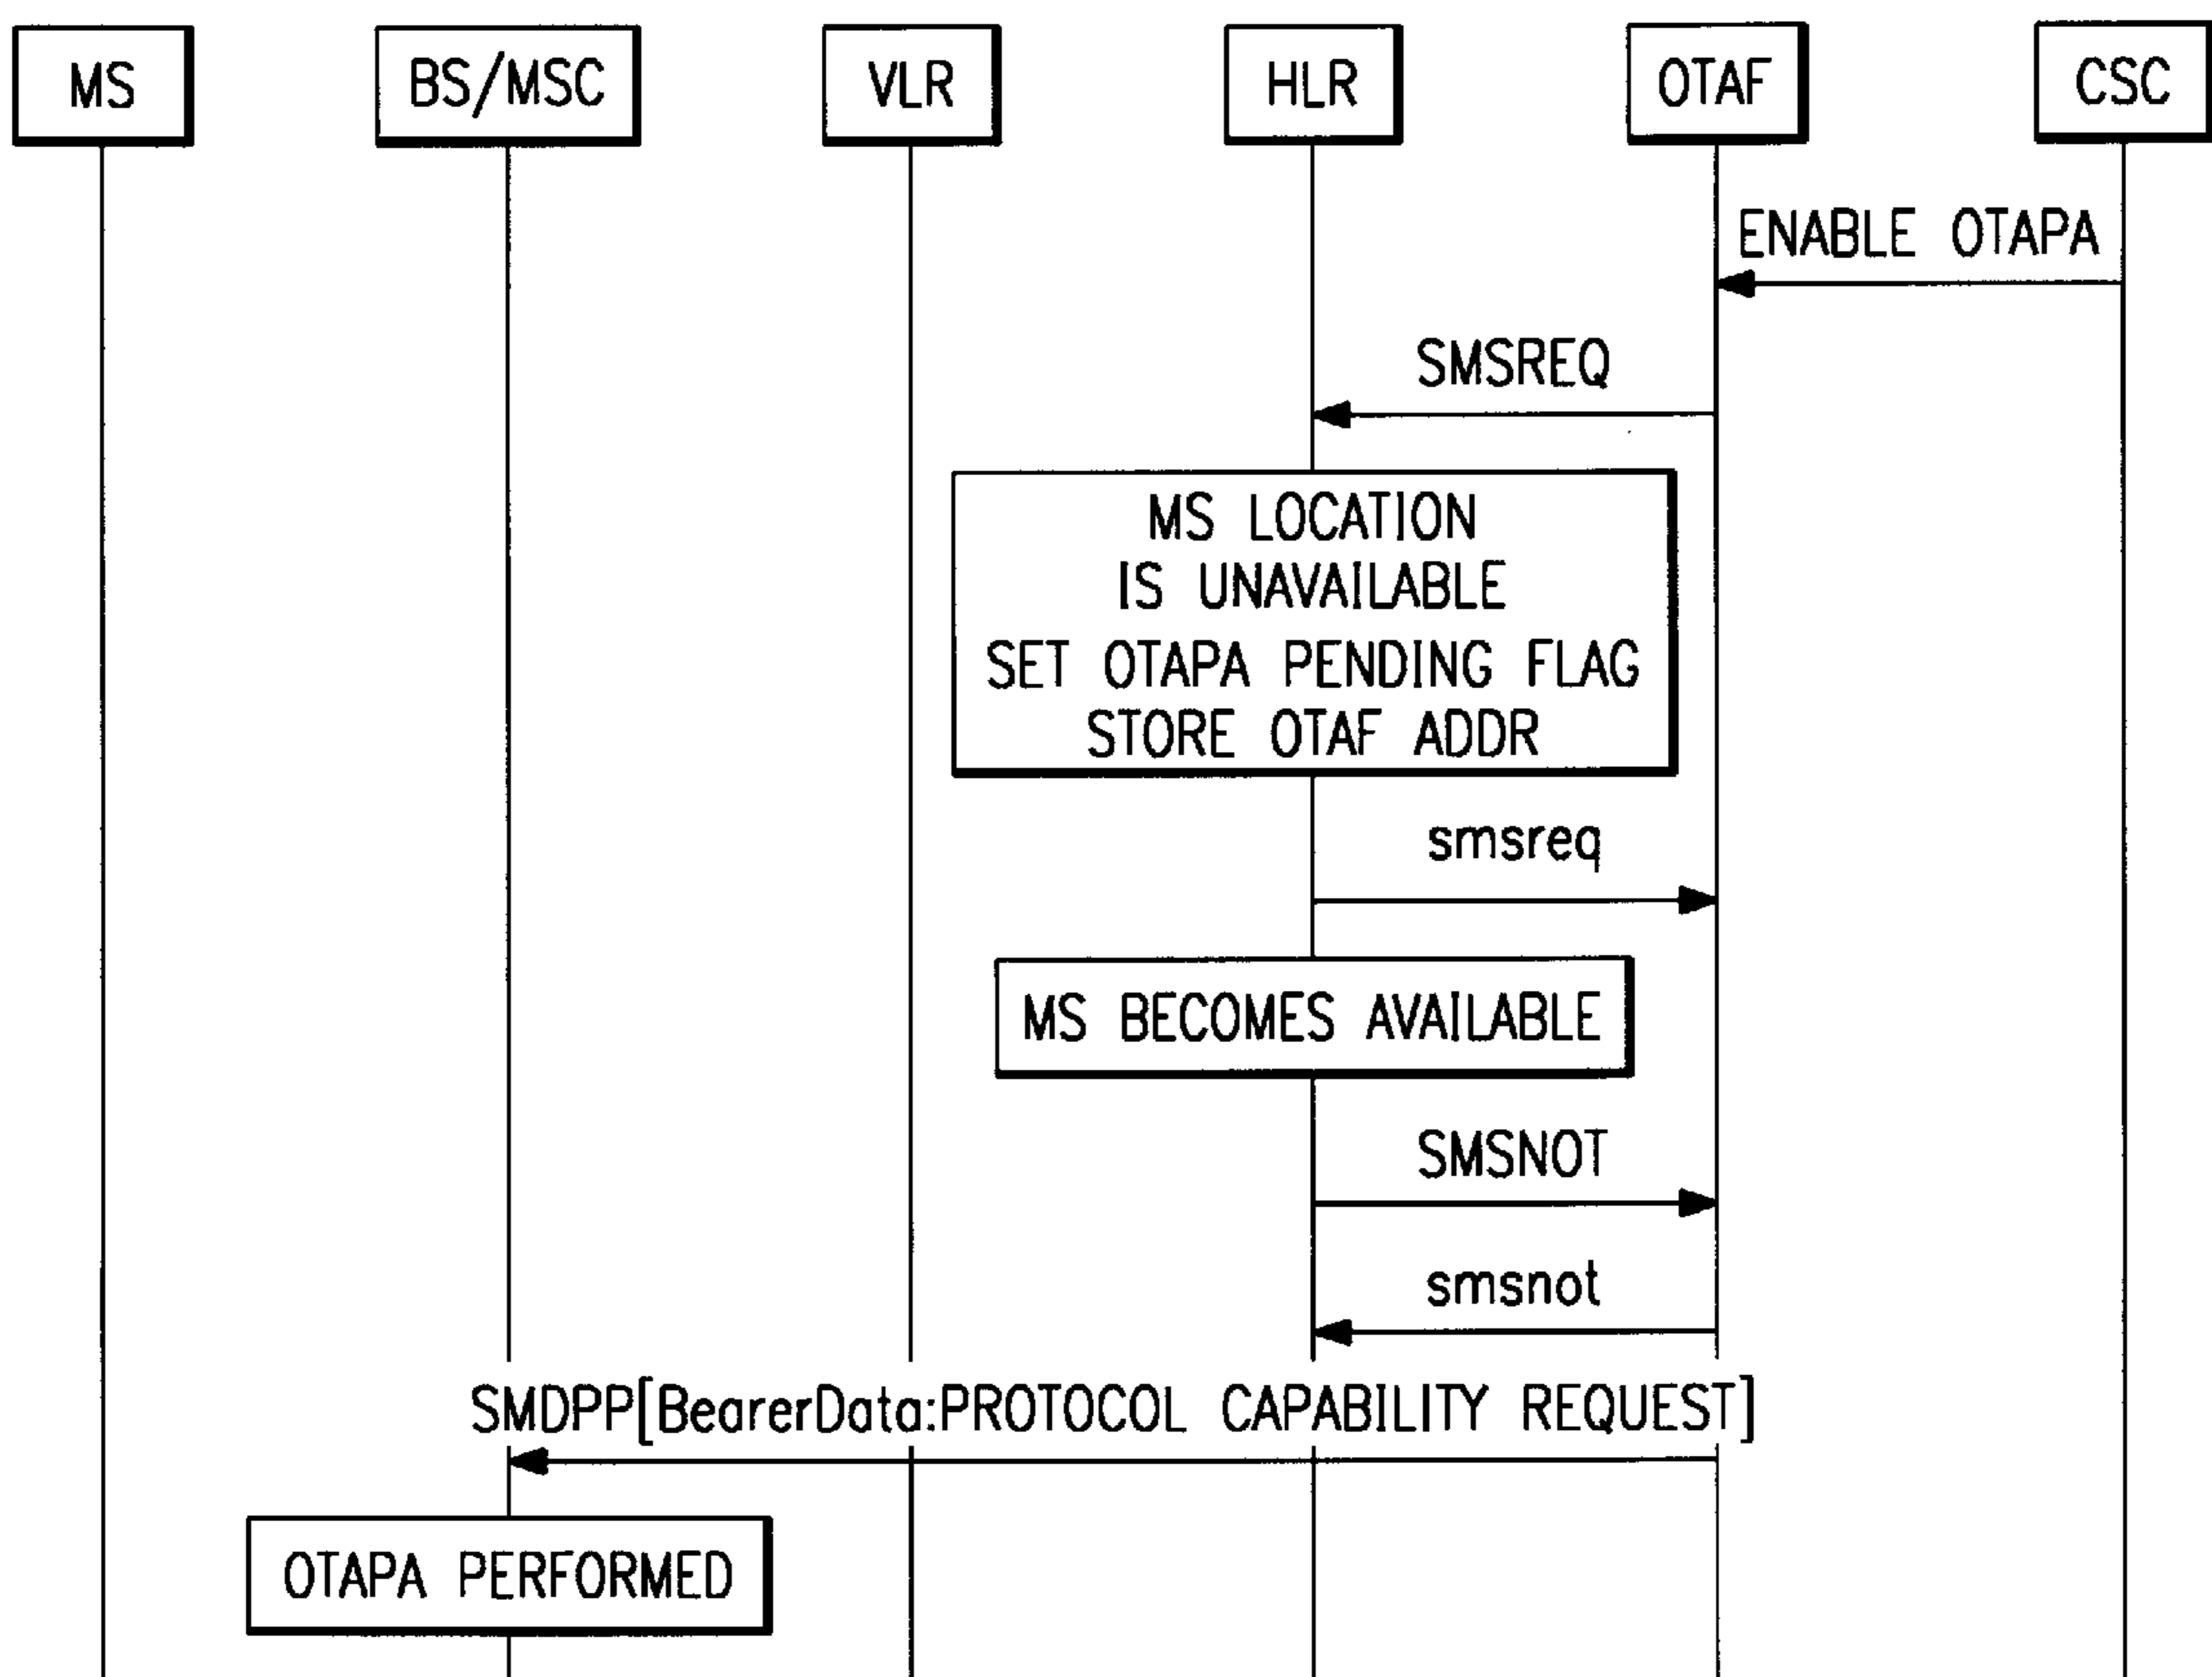 MS
BS/MSC
VLR
HLR
OTAF
CSC
ENABLE OTAPA
SMSREQ
MS LOCATION
IS UNAVAILABLE
SET OTAPA PENDING FLAG
STORE OTAF ADDR
smsreq
MS BECOMES AVAILABLE
SMSNOT
smsnot
SMDPP[BearerData:PROTOCOL CAPABILITY REQUEST]
OTAPA PERFORMED